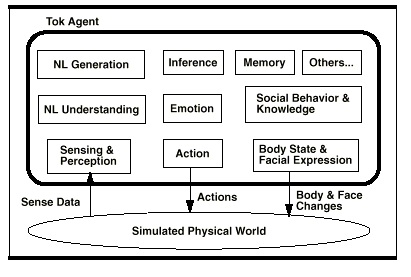 Tok Agent
NL Generation
Inference
Memory
Others...
NL Understanding
Emotion
Social Behavior &
Knowledge
Sensing &
Perception
Action
Body State &
Facial Expression
Sense Data
Actions
Body & Face
Changes
Simulated Physical World